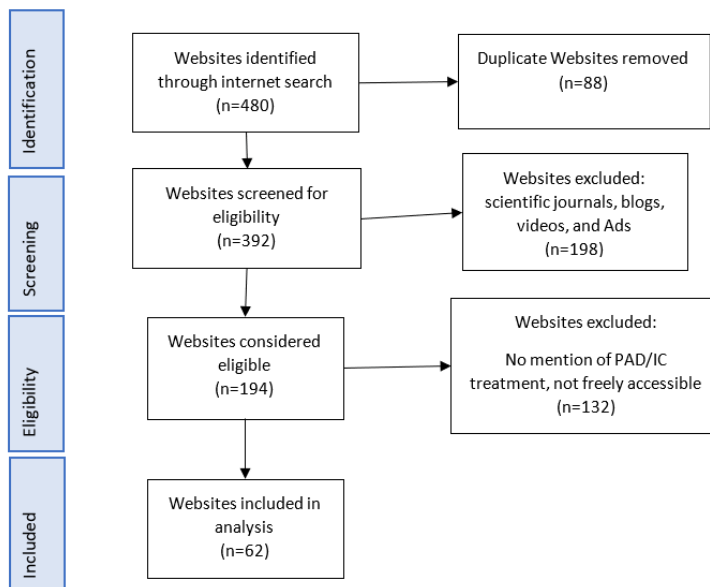 Identification
Websites identified
through internet search
(n=480)
Duplicate Websites removed
(n=88)
Screening
Websites screened for
eligibility
(n=392)
Websites excluded:
scientific journals, blogs,
videos, and Ads
(n=198)
Eligibility
Websites considered
eligible
(n=194)
Websites excluded:
No mention of PAD/IC
treatment, not freely accessible
(n=132)
Included
Websites included in
analysis
(n=62)